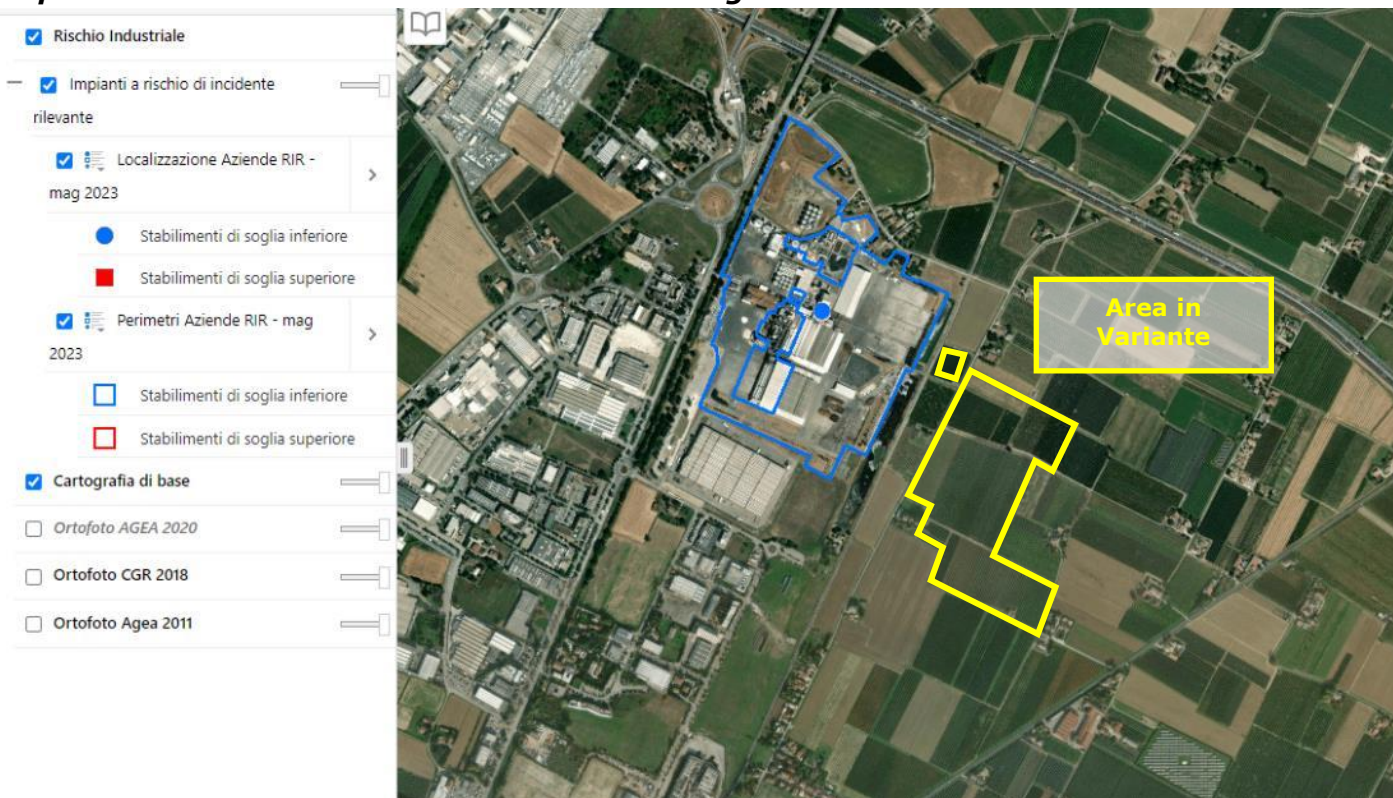 Rischio Industriale
Impianti a rischio di incidente
rilevante
Localizzazione Aziende RIR -
mag 2023
Stabilimenti di soglia inferiore
Stabilimenti di soglia superiore
Perimetri Aziende RIR - mag
2023
Stabilimenti di soglia inferiore
Stabilimenti di soglia superiore
Cartografia di base
Ortofoto AGEA 2020
Ortofoto CGR 2018
Ortofoto Agea 2011
Area in
Variante